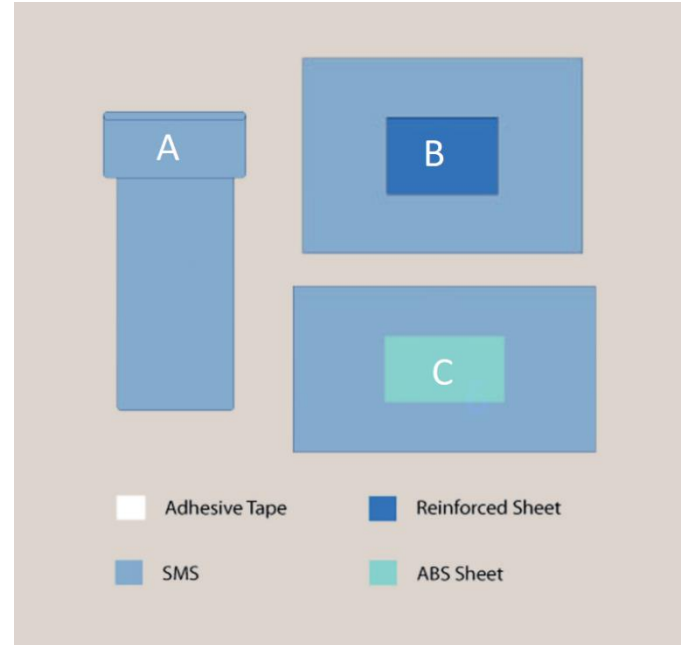 A
B
C
Adhesive Tape
Reinforced Sheet
SMS
ABS Sheet